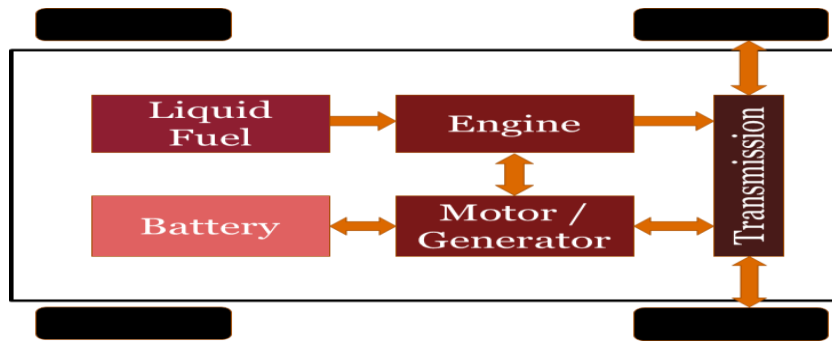 Liquid
Fuel
Engine
Transmission
Battery
Motor /
Generator